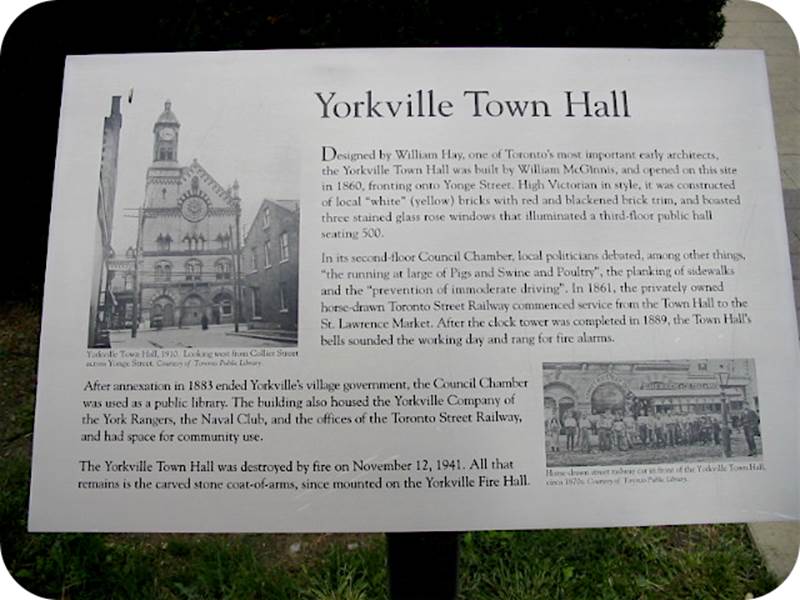 Yorkville Town Hall
Designed by William Hay, one of Toronto's most important early architects,
the Yorkville Town Hall was built by William McGinnis, and opened on this site
in 1860, fronting onto Yonge Street. High Victorian in style, it was constructed
of local "white" (yellow) bricks with red and blackened brick trim, and boasted
three stained glass rose windows that illuminated a third-floor public hall
seating 500.
In its second-floor Council Chamber, local politicians debated, among other things,
"the running at large of Pigs and Swine and Poultry", the planking of sidewalks
and the "prevention of immoderate driving". In 1861, the privately owned
horse-drawn Toronto Street Railway commenced service from the Town Hall to the
St. Lawrence Market. After the clock tower was completed in 1889, the Town Hall's
bells sounded the working day and rang for fire alarms.
Yorkville Town Hall, 1910. Looking west from Collier Street
across Yonge Street. Courtesy of Toronto Public Library.
After annexation in 1883 ended Yorkville's village government, the Council Chamber
was used as a public library. The building also housed the Yorkville Company of
the York Rangers, the Naval Club, and the offices of the Toronto Street Railway,
and had space for community use.
The Yorkville Town Hall was destroyed by fire on November 12, 1941. All that
remains is the carved stone coat-of-arms, since mounted on the Yorkville Fire Hall.
Horse-drawn street railway car in front of the Yorkville Town Hall,
circa 1870s. Courtesy of Toronto Public Library.